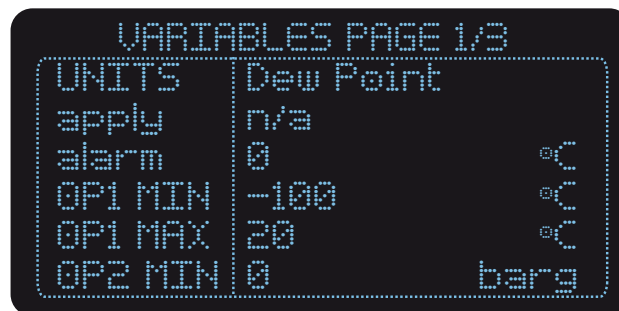 VARIABLES PAGE 1/3
UNITS Dew Point
apply n/a
alarm 0 °C
OP1 MIN -100 °C
OP1 MAX 20 °C
OP2 MIN 0 barg